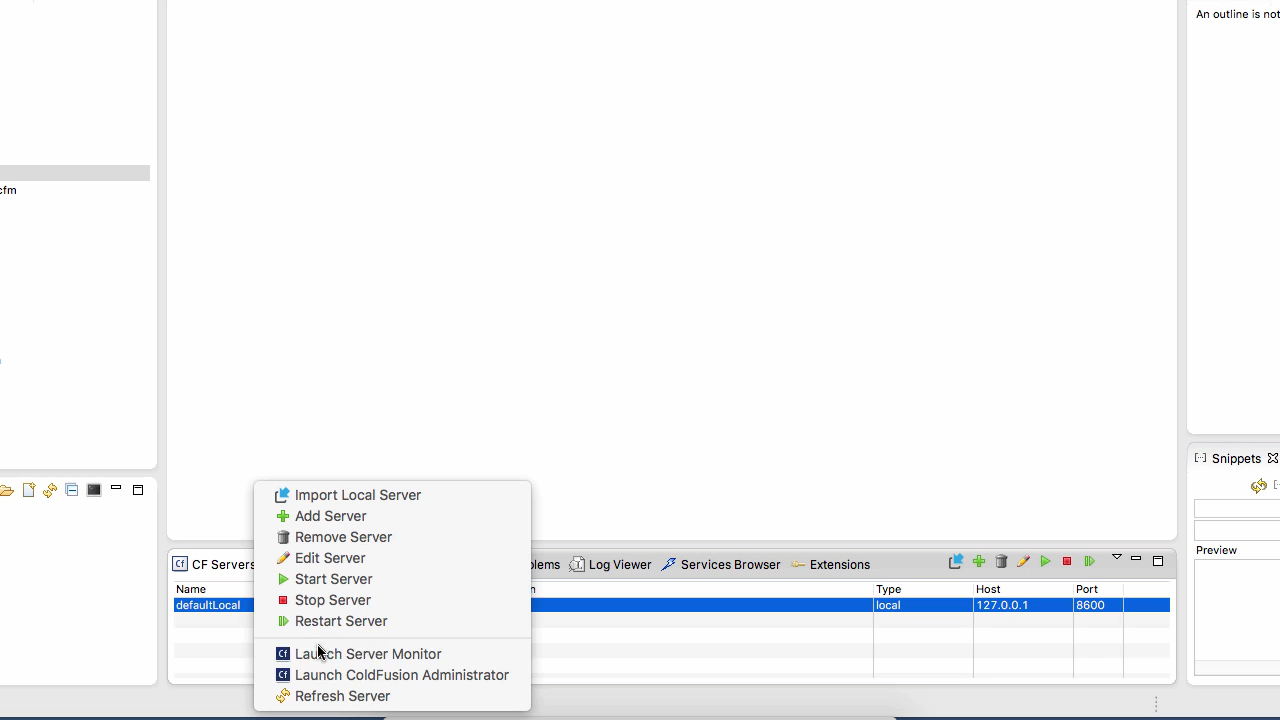 An outline is not
cfm
Import Local Server
Add Server
Remove Server
Edit Server
Start Server
Stop Server
Restart Server
Launch Server Monitor
Launch ColdFusion Administrator
Refresh Server
Cf CF Servers
Log Viewer
Services Browser
Extensions
Name
Type
Host
Port
defaultLocal
local
127.0.0.1
8600
Snippets
Preview